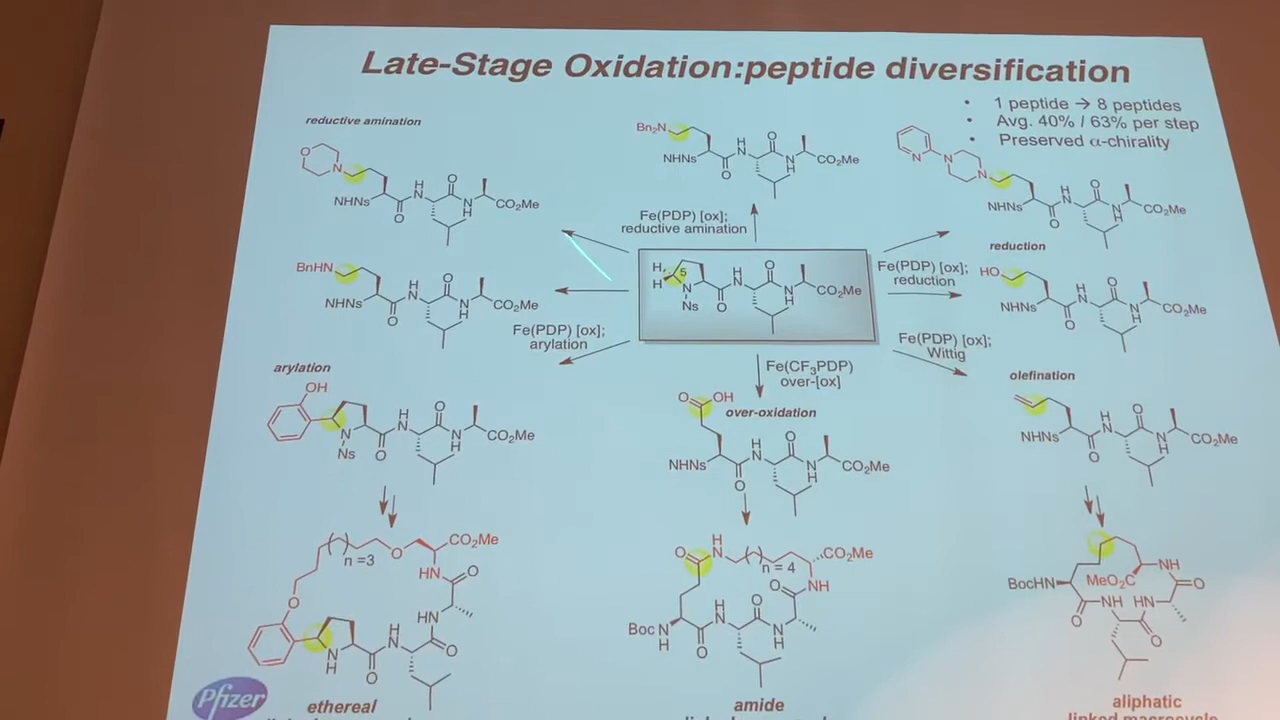 Late-Stage Oxidation:peptide diversification
• 1 peptide → 8 peptides
• Avg. 40% / 63% per step
• Preserved α-chirality
reductive amination
O
N
NHNs
O
H
N
O
N
H
CO₂Me
Bn₂N
NHNs
O
H
N
O
N
H
CO₂Me
N
N
N
NHNs
O
H
N
O
N
H
CO₂Me
Fe(PDP) [ox];
reductive amination
BnHN
NHNs
O
H
N
O
N
H
CO₂Me
H
H
5
N
Ns
O
H
N
O
N
H
CO₂Me
Fe(PDP) [ox];
reduction
reduction
HO
NHNs
O
H
N
O
N
H
CO₂Me
Fe(PDP) [ox];
arylation
Fe(CF₃PDP)
over-[ox]
Fe(PDP) [ox];
Wittig
arylation
OH
N
Ns
O
H
N
O
N
H
CO₂Me
O
OH
over-oxidation
NHNs
O
H
N
O
N
H
CO₂Me
olefination
NHNs
O
H
N
O
N
H
CO₂Me
n =3
O
CO₂Me
HN
O
O
HN
O
H
N
O
N
H
O
H
N
n = 4
CO₂Me
NH
O
Boc N
H
O
H
N
O
N
H
BocHN
MeO₂C
NH
O
O
NH
HN
O
Pfizer
ethereal
amide
aliphatic
linked macrocycle